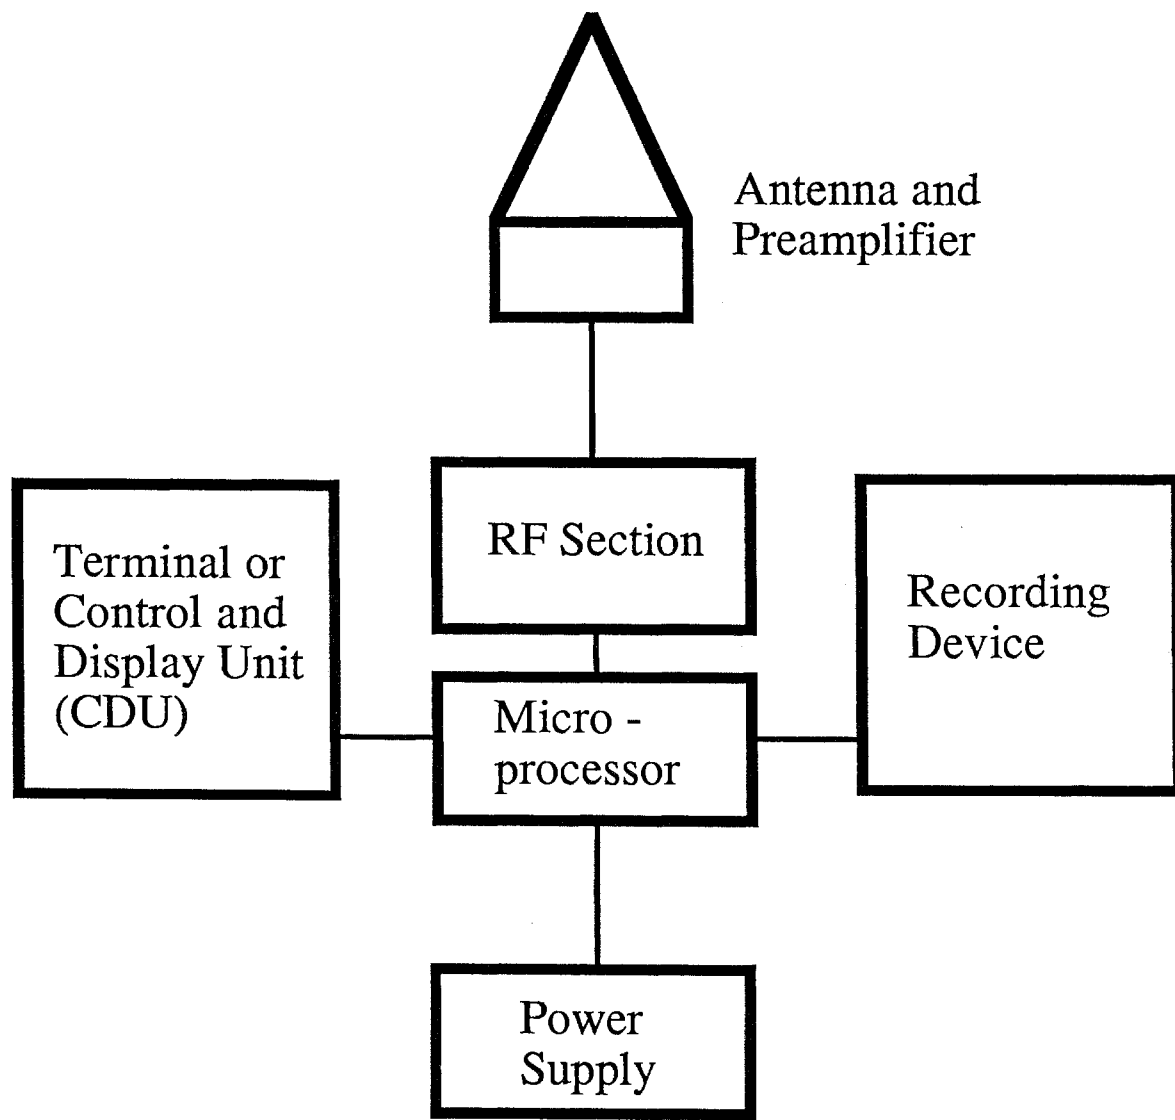 Antenna and
Preamplifier
RF Section
Terminal or
Control and
Display Unit
(CDU)
Recording
Device
Micro -
processor
Power
Supply